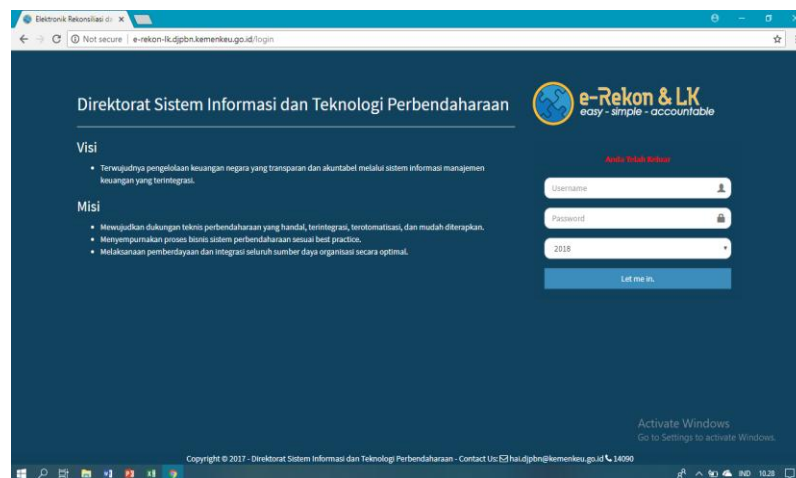 Elektronik Rekonsiliasi d
Not secure | e-rekon-lk.djpbn.kemenkeu.go.id/login
Direktorat Sistem Informasi dan Teknologi Perbendaharaan
e-Rekon & LK
easy - simple - accountable
Visi
Terwujudnya pengelolaan keuangan negara yang transparan dan akuntabel melalui sistem informasi manajemen
keuangan yang terintegrasi.
Misi
Mewujudkan dukungan teknis perbendaharaan yang handal, terintegrasi, terotomatisasi, dan mudah diterapkan.
Menyempurnakan proses bisnis sistem perbendaharaan sesuai best practice.
Melaksanaan pemberdayaan dan integrasi seluruh sumber daya organisasi secara optimal.
Anda Telah Keluar
Username
Password
2018
Let me in.
Activate Windows
Go to Settings to activate Windows.
Copyright © 2017 - Direktorat Sistem Informasi dan Teknologi Perbendaharaan - Contact Us: hai.djpbn@kemenkeu.go.id 14090
IND 10.28